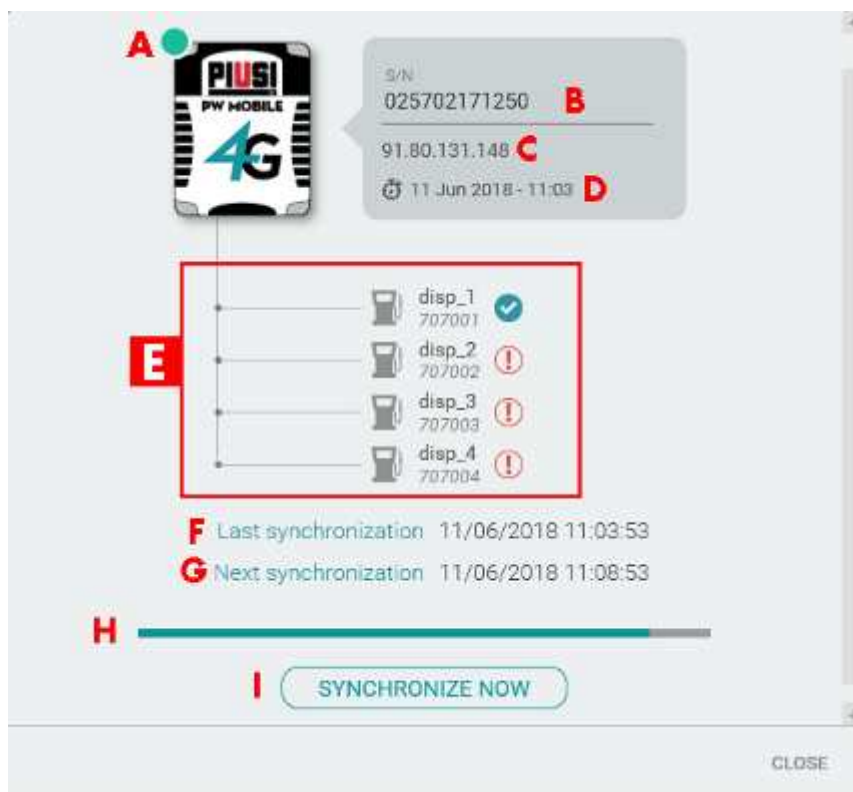 A
PIUSI
PW MOBILE
4G
S/N
025702171250 B
91.80.131.148 C
11 Jun 2018 - 11:03 D
E
disp_1
707001
disp_2
707002
disp_3
707003
disp_4
707004
F Last synchronization 11/06/2018 11:03:53
G Next synchronization 11/06/2018 11:08:53
H
I SYNCHRONIZE NOW
CLOSE